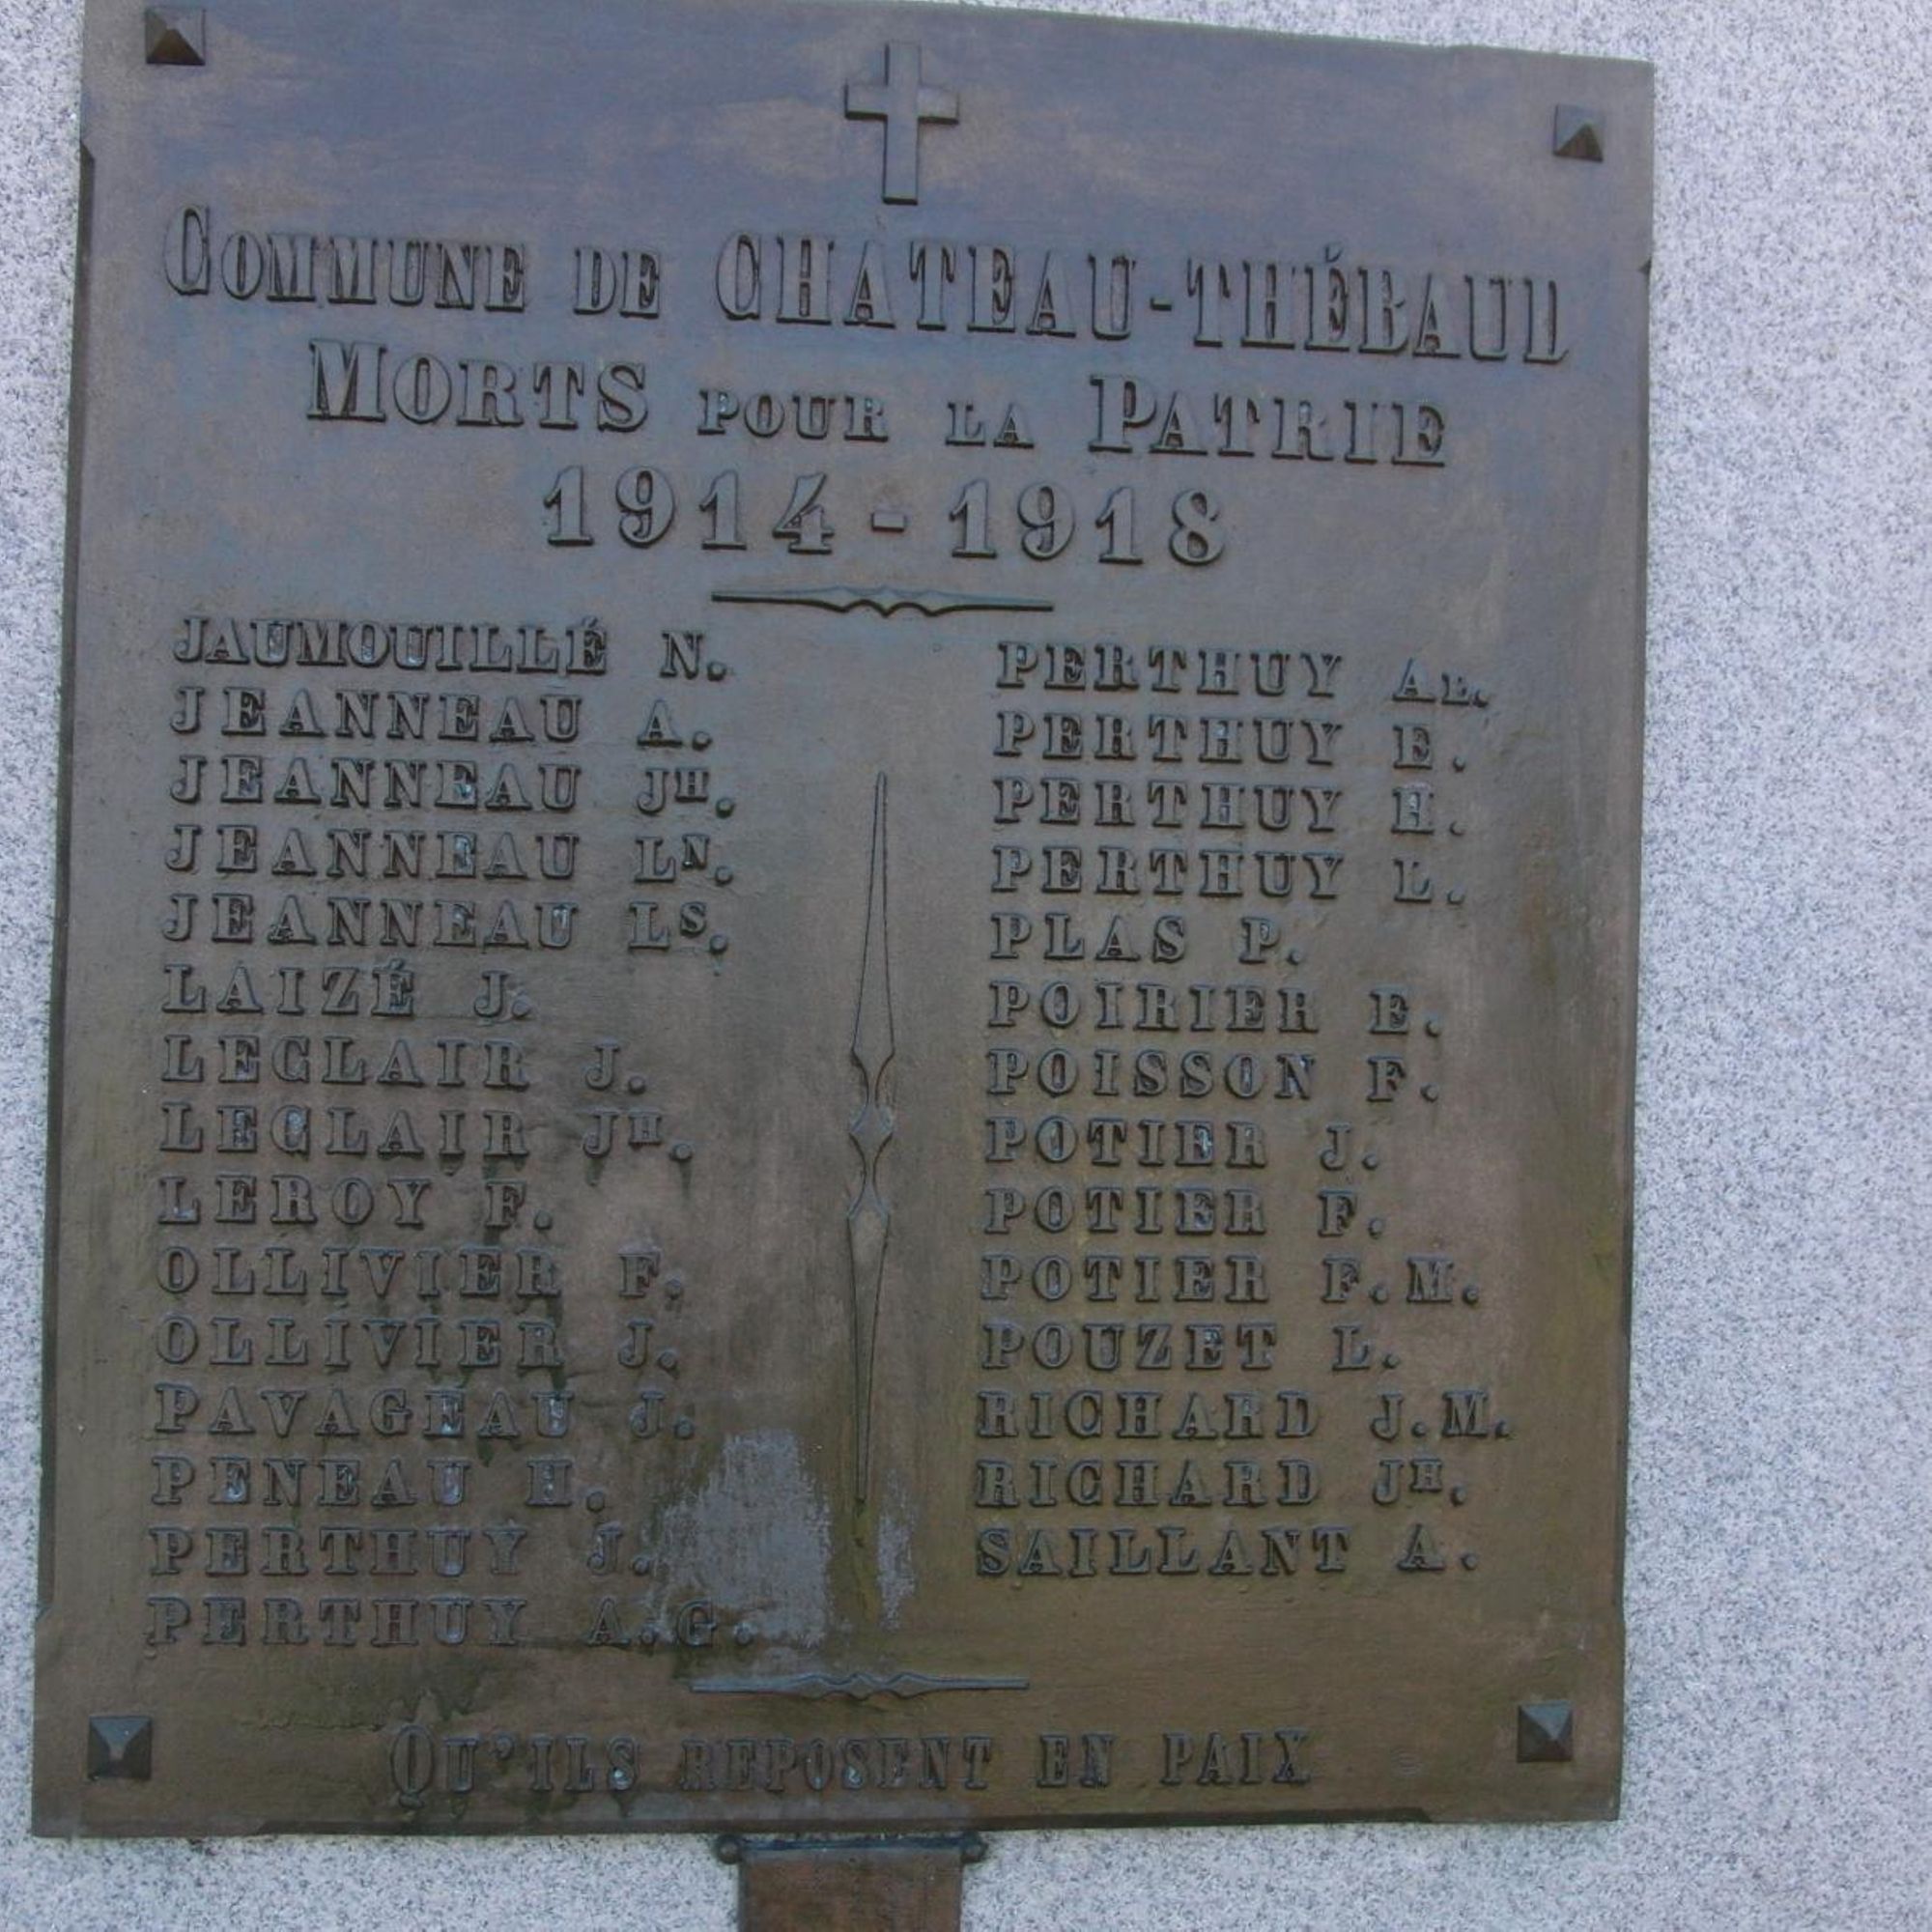 COMMUNE DE CHATEAU-THÉBAUD
MORTS POUR LA PATRIE
1914-1918
JAUMOUILLÉ N.
JEANNEAU A.
JEANNEAU JH.
JEANNEAU LN.
JEANNEAU LS.
LAIZÉ J.
LECLAIR J.
LECLAIR JH.
LEROY F.
OLLIVIER F.
OLLIVIER J.
PAVAGEAU J.
PENEAU H.
PERTHUY J.
PERTHUY A.G.
PERTHUY AL.
PERTHUY E.
PERTHUY H.
PERTHUY L.
PLAS P.
POIRIER E.
POISSON F.
POTIER J.
POTIER F.
POTIER F.M.
POUZET L.
RICHARD J.M.
RICHARD JH.
SAILLANT A.
QU'ILS REPOSENT EN PAIX